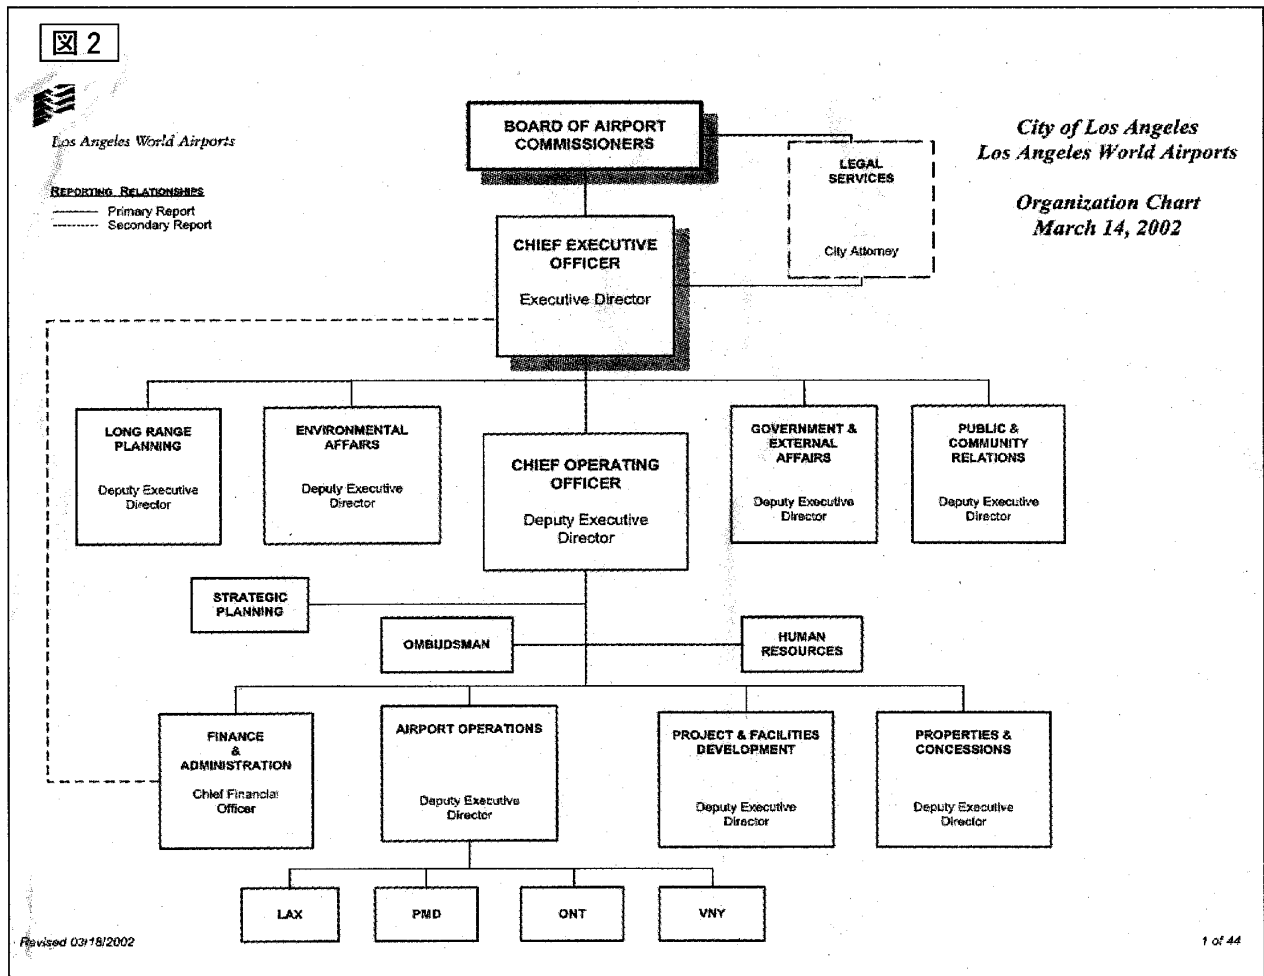 図2
Los Angeles World Airports
REPORTING RELATIONSHIPS
Primary Report
Secondary Report
City of Los Angeles
Los Angeles World Airports
Organization Chart
March 14, 2002
BOARD OF AIRPORT
COMMISSIONERS
LEGAL
SERVICES
City Attorney
CHIEF EXECUTIVE
OFFICER
Executive Director
LONG RANGE
PLANNING
Deputy Executive
Director
ENVIRONMENTAL
AFFAIRS
Deputy Executive
Director
CHIEF OPERATING
OFFICER
Deputy Executive
Director
GOVERNMENT &
EXTERNAL
AFFAIRS
Deputy Executive
Director
PUBLIC &
COMMUNITY
RELATIONS
Deputy Executive
Director
STRATEGIC
PLANNING
OMBUDSMAN
HUMAN
RESOURCES
FINANCE
&
ADMINISTRATION
Chief Financial
Officer
AIRPORT OPERATIONS
Deputy Executive
Director
PROJECT & FACILITIES
DEVELOPMENT
Deputy Executive
Director
PROPERTIES &
CONCESSIONS
Deputy Executive
Director
LAX
PMD
ONT
VNY
Revised 03/18/2002
1 of 44